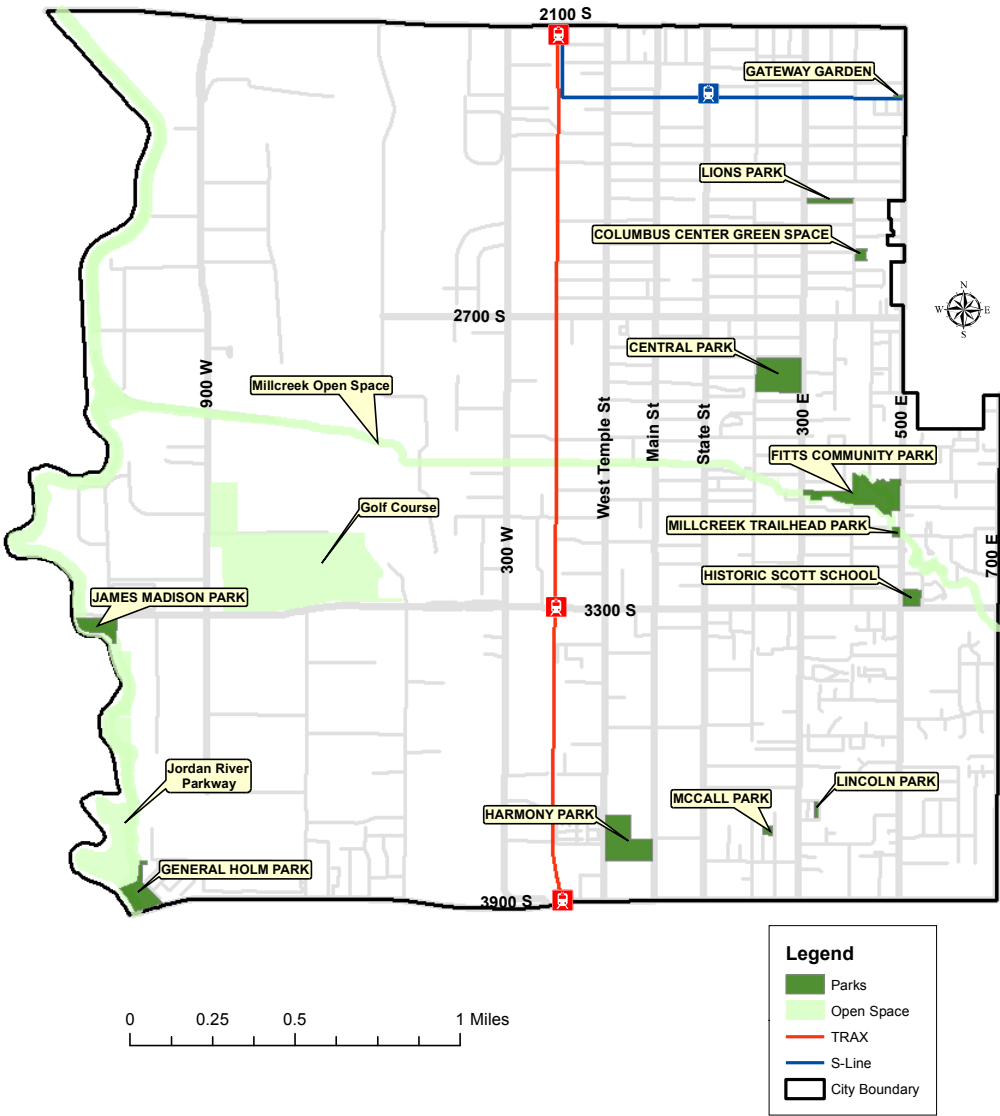 2100 S
GATEWAY GARDEN
LIONS PARK
COLUMBUS CENTER GREEN SPACE
N
W E
S
2700 S
CENTRAL PARK
900 W
Millcreek Open Space
West Temple St
Main St
State St
300 E
500 E
FITTS COMMUNITY PARK
Golf Course
MILLCREEK TRAILHEAD PARK
300 W
700 E
HISTORIC SCOTT SCHOOL
JAMES MADISON PARK
3300 S
Jordan River
Parkway
LINCOLN PARK
MCCALL PARK
HARMONY PARK
GENERAL HOLM PARK
3900 S
Legend
Parks
Open Space
TRAX
S-Line
City Boundary
0 0.25 0.5 1 Miles